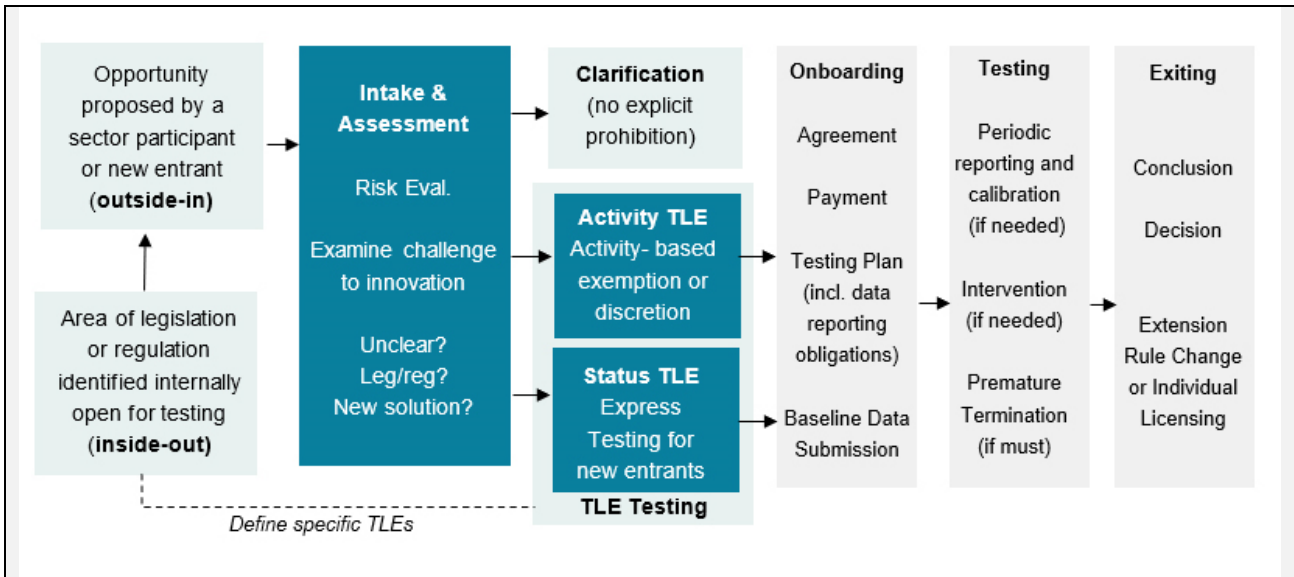 Opportunity
proposed by a
sector participant
or new entrant
(outside-in)
Area of legislation
or regulation
identified internally
open for testing
(inside-out)
Define specific TLEs
Intake &
Assessment
Risk Eval.
Examine challenge
to innovation
Unclear?
Leg/reg?
New solution?
Clarification
(no explicit
prohibition)
Activity TLE
Activity- based
exemption or
discretion
Status TLE
Express
Testing for
new entrants
TLE Testing
Onboarding
Agreement
Payment
Testing Plan
(incl. data
reporting
obligations)
Baseline Data
Submission
Testing
Periodic
reporting and
calibration
(if needed)
Intervention
(if needed)
Premature
Termination
(if must)
Exiting
Conclusion
Decision
Extension
Rule Change
or Individual
Licensing